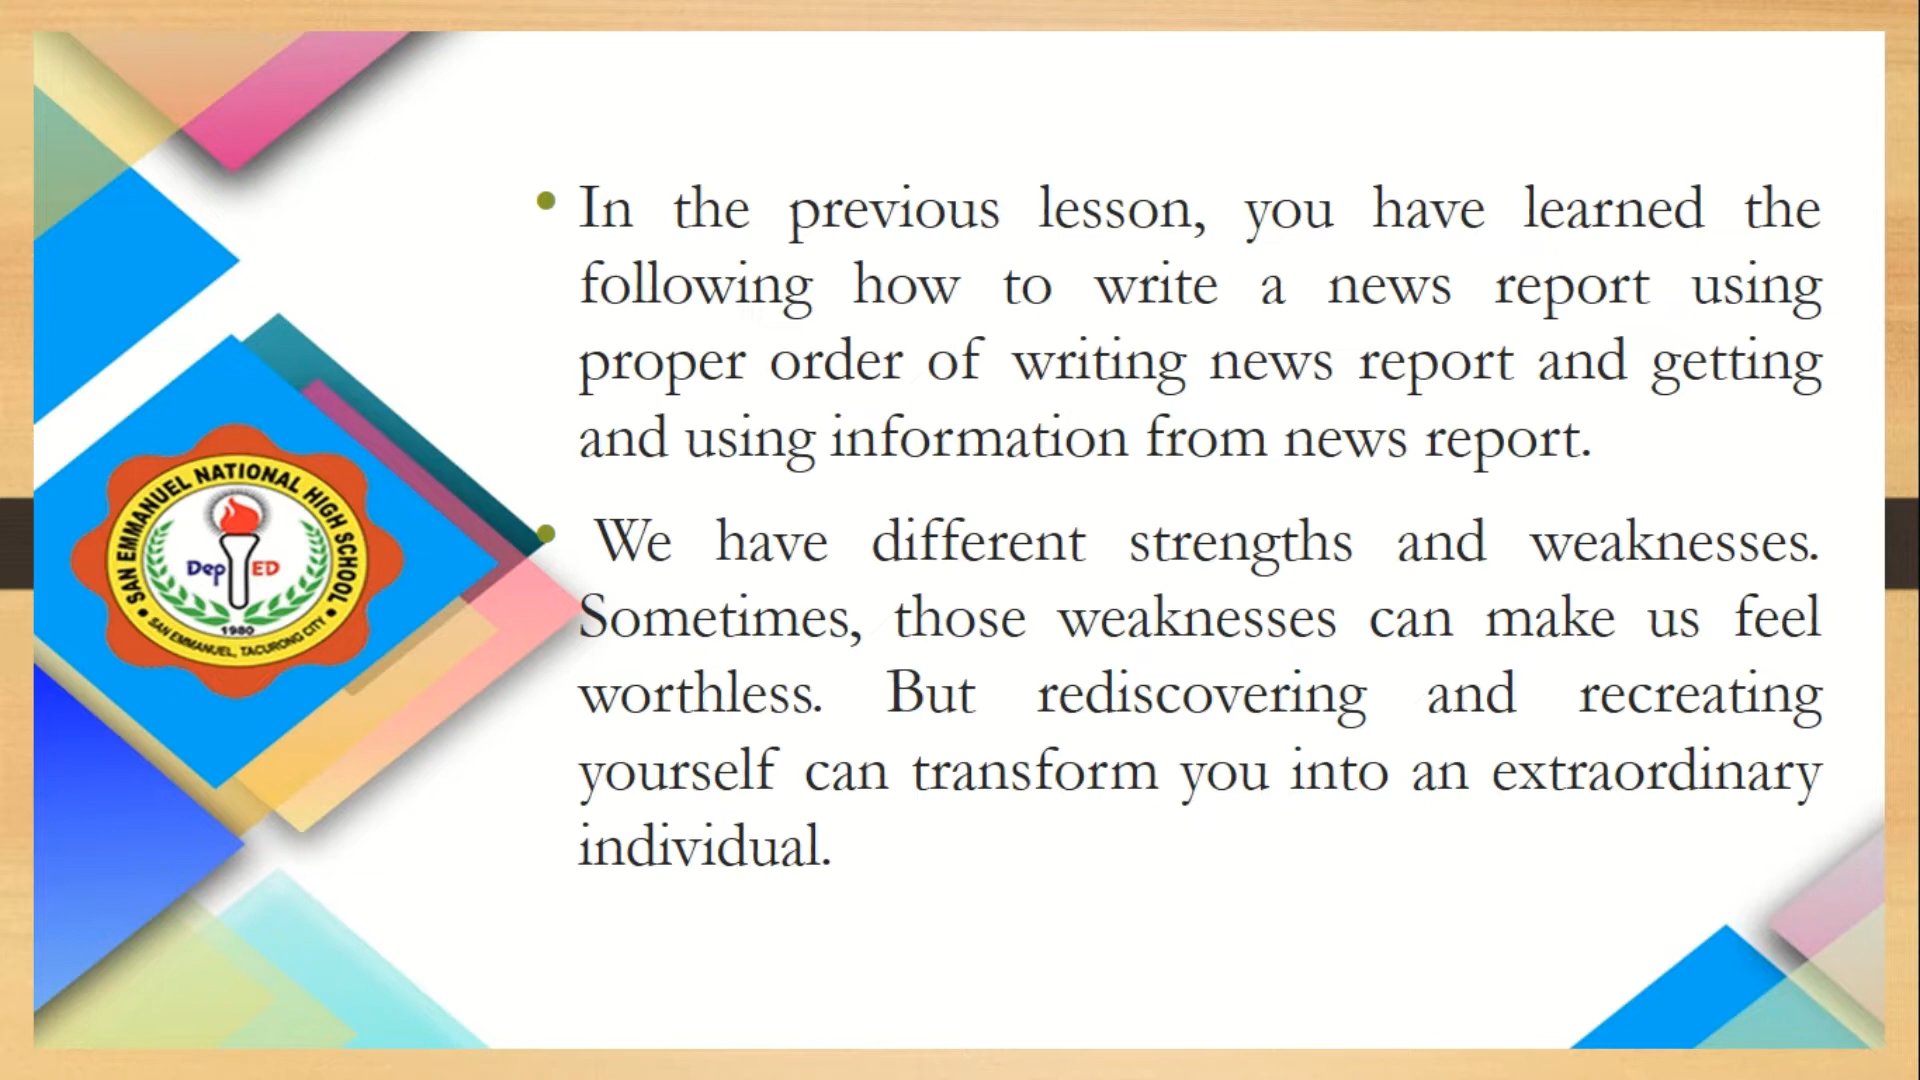 • In the previous lesson, you have learned the
following how to write a news report using
proper order of writing news report and getting
and using information from news report.
• We have different strengths and weaknesses.
Sometimes, those weaknesses can make us feel
worthless. But rediscovering and recreating
yourself can transform you into an extraordinary
individual.
SAN EMMANUEL NATIONAL HIGH SCHOOL
Dep ED
1980
SAN EMMANUEL, TACURONG CITY